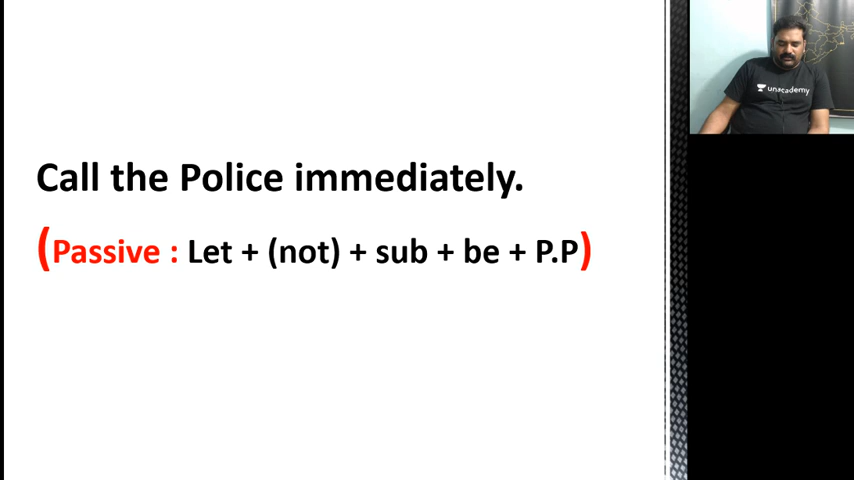 Call the Police immediately.
(Passive : Let + (not) + sub + be + P.P)
unacademy